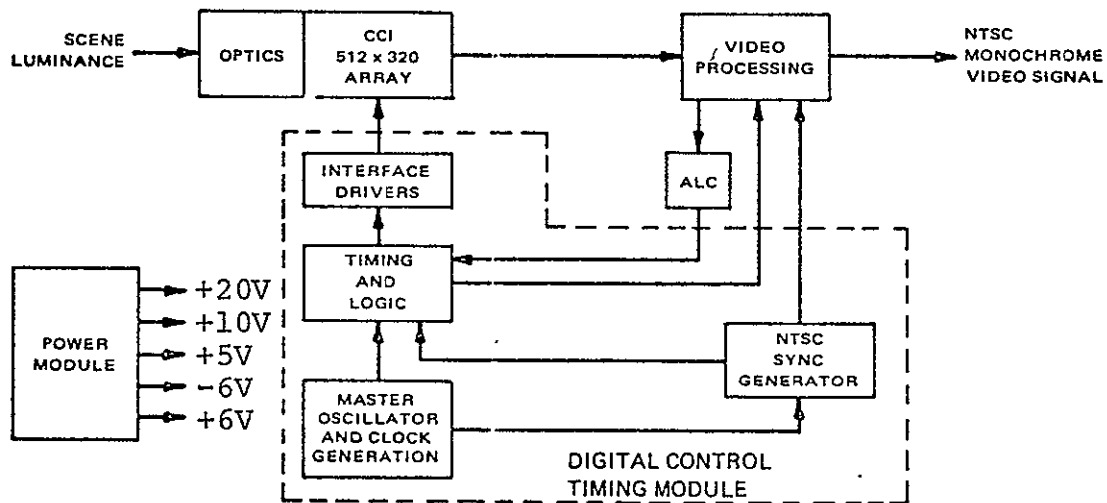 SCENE
LUMINANCE
OPTICS
CCI
512 x 320
ARRAY
VIDEO
PROCESSING
NTSC
MONOCHROME
VIDEO SIGNAL
INTERFACE
DRIVERS
ALC
TIMING
AND
LOGIC
POWER
MODULE
+20V
+10V
+5V
-6V
+6V
NTSC
SYNC
GENERATOR
MASTER
OSCILLATOR
AND CLOCK
GENERATION
DIGITAL CONTROL
TIMING MODULE